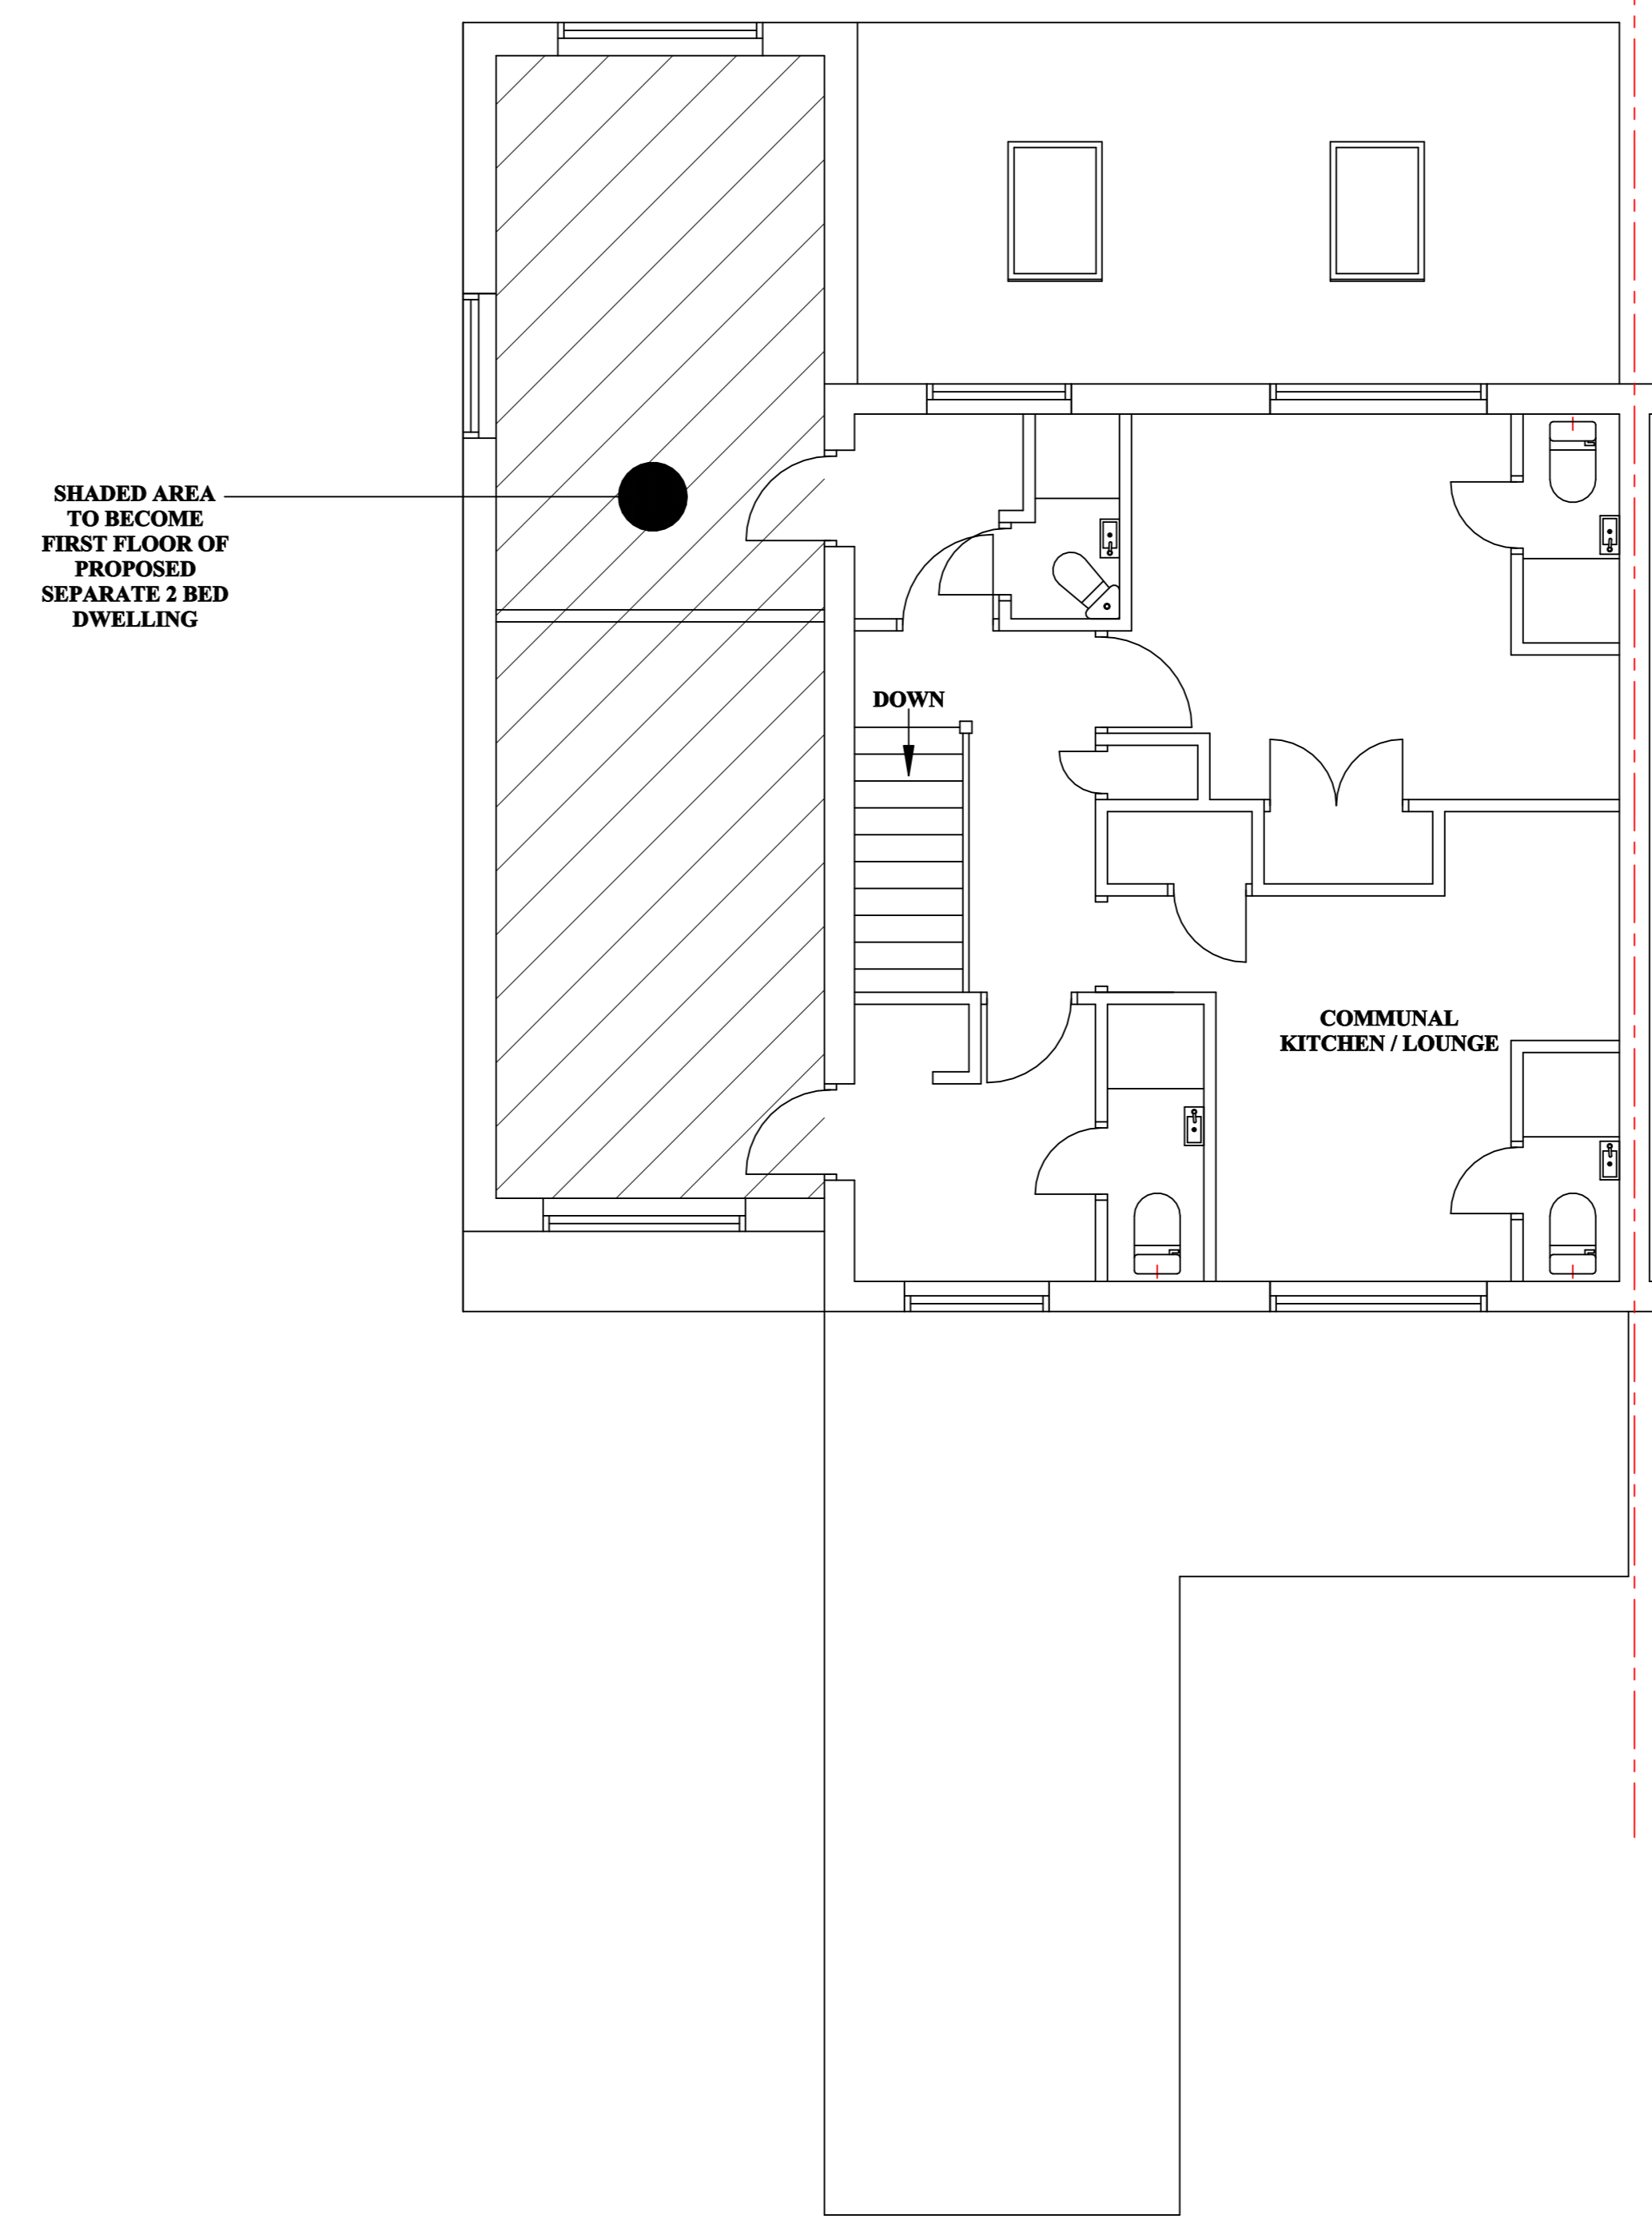 SHADED AREA
TO BECOME
FIRST FLOOR OF
PROPOSED
SEPARATE 2 BED
DWELLING
DOWN
COMMUNAL
KITCHEN / LOUNGE